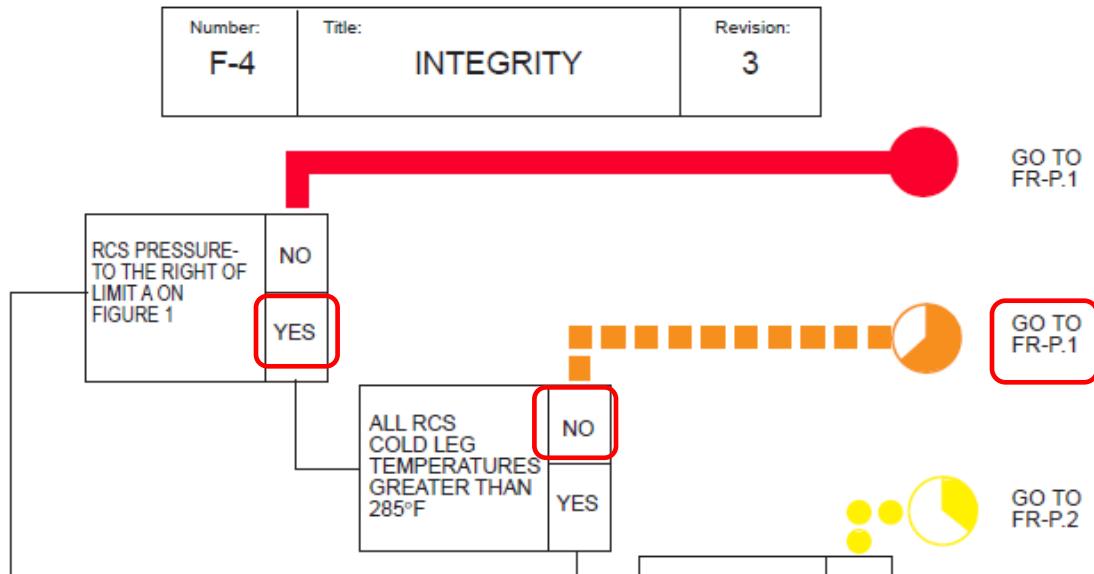 Number:
F-4
Title:
INTEGRITY
Revision:
3
GO TO
FR-P.1
RCS PRESSURE-
TO THE RIGHT OF
LIMIT A ON
FIGURE 1
NO
YES
GO TO
FR-P.1
ALL RCS
COLD LEG
TEMPERATURES
GREATER THAN
285°F
NO
YES
GO TO
FR-P.2